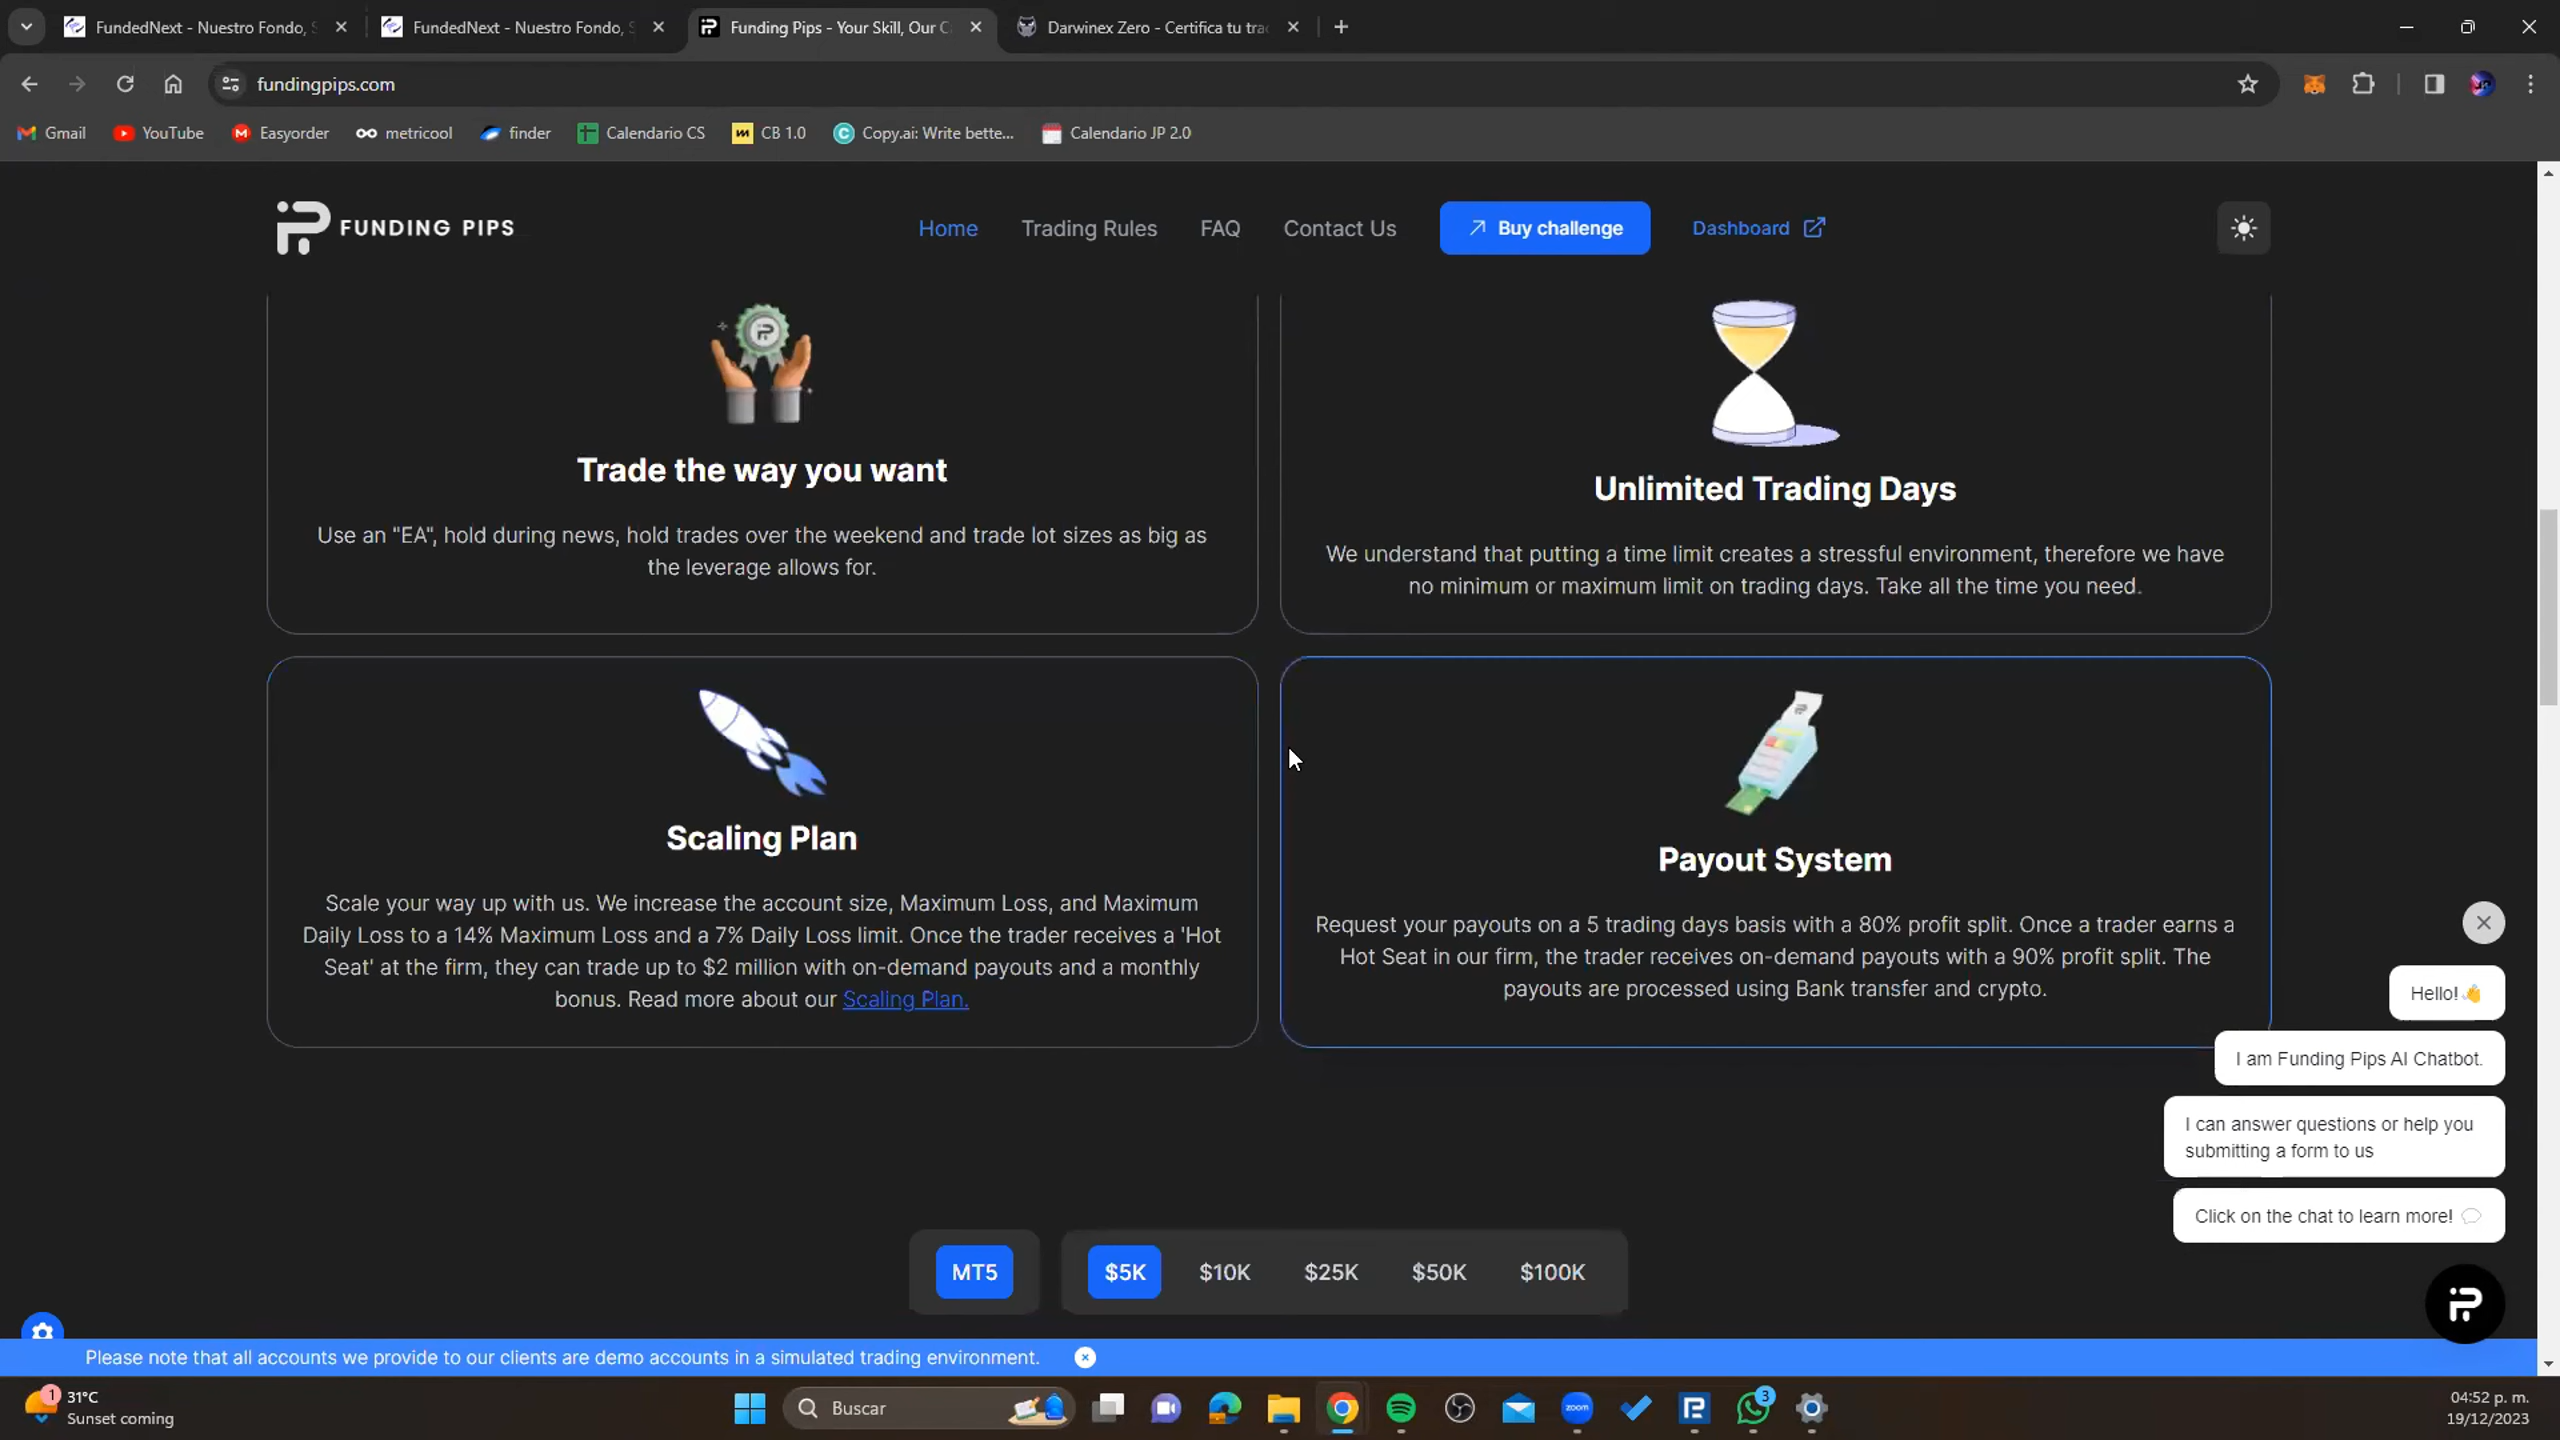 FundedNext - Nuestro Fondo, S
FundedNext - Nuestro Fondo, S
Funding Pips - Your Skill, Our C
Darwinex Zero - Certifica tu tra
fundingpips.com
Gmail
YouTube
Easyorder
metricool
finder
Calendario CS
CB 1.0
Copy.ai: Write bette...
Calendario JP 2.0
FUNDING PIPS
Home
Trading Rules
FAQ
Contact Us
Buy challenge
Dashboard
Trade the way you want
Use an "EA", hold during news, hold trades over the weekend and trade lot sizes as big as
the leverage allows for.
Unlimited Trading Days
We understand that putting a time limit creates a stressful environment, therefore we have
no minimum or maximum limit on trading days. Take all the time you need.
Scaling Plan
Scale your way up with us. We increase the account size, Maximum Loss, and Maximum
Daily Loss to a 14% Maximum Loss and a 7% Daily Loss limit. Once the trader receives a 'Hot
Seat' at the firm, they can trade up to $2 million with on-demand payouts and a monthly
bonus. Read more about our Scaling Plan.
Payout System
Request your payouts on a 5 trading days basis with a 80% profit split. Once a trader earns a
Hot Seat in our firm, the trader receives on-demand payouts with a 90% profit split. The
payouts are processed using Bank transfer and crypto.
Hello! 👋
I am Funding Pips AI Chatbot.
I can answer questions or help you
submitting a form to us
Click on the chat to learn more!
MT5
$5K
$10K
$25K
$50K
$100K
Please note that all accounts we provide to our clients are demo accounts in a simulated trading environment.
1
31°C
Sunset coming
Buscar
zoom
3
04:52 p. m.
19/12/2023